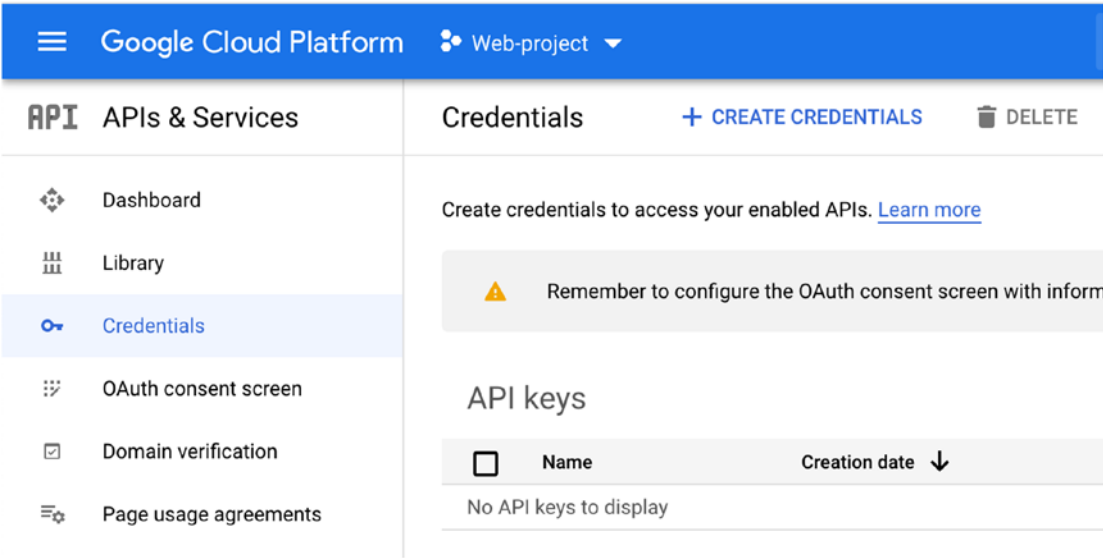 Google Cloud Platform Web-project
API APIs & Services
Credentials + CREATE CREDENTIALS DELETE
Dashboard
Library
Credentials
OAuth consent screen
Domain verification
Page usage agreements
Create credentials to access your enabled APIs. Learn more
Remember to configure the OAuth consent screen with inform
API keys
Name Creation date
No API keys to display